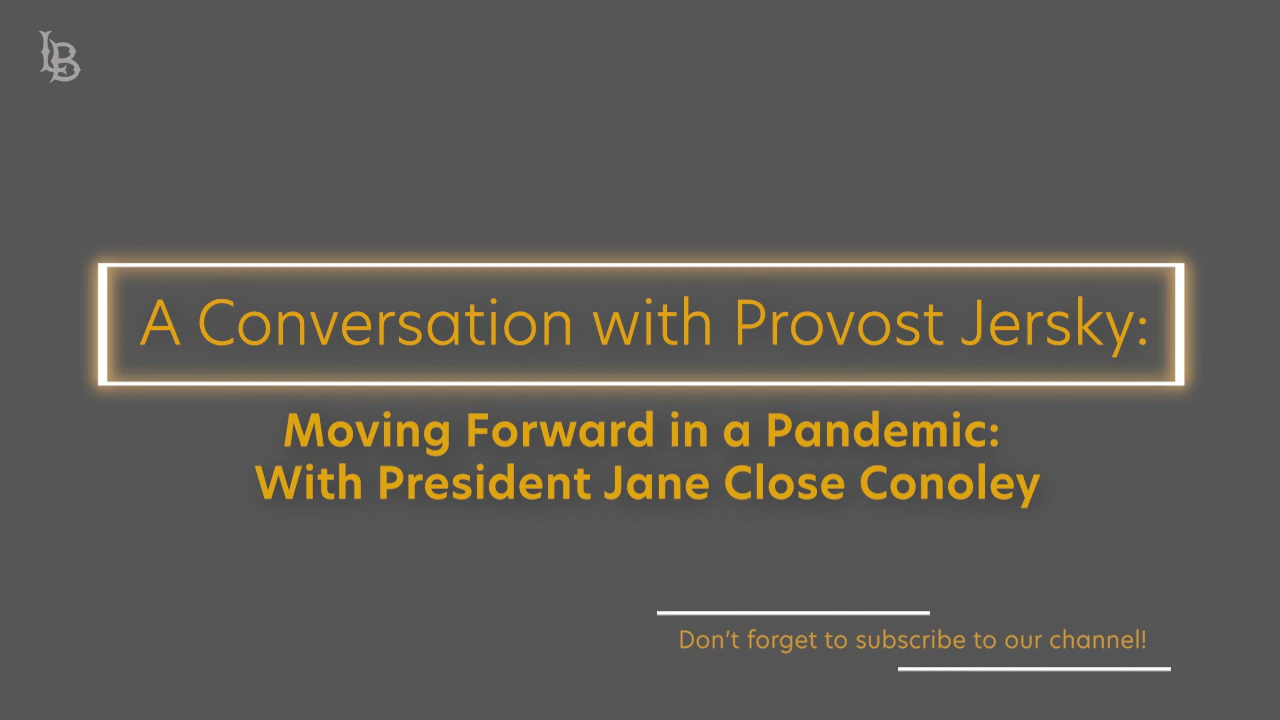 LB
A Conversation with Provost Jersky:
Moving Forward in a Pandemic:
With President Jane Close Conoley
Don't forget to subscribe to our channel!